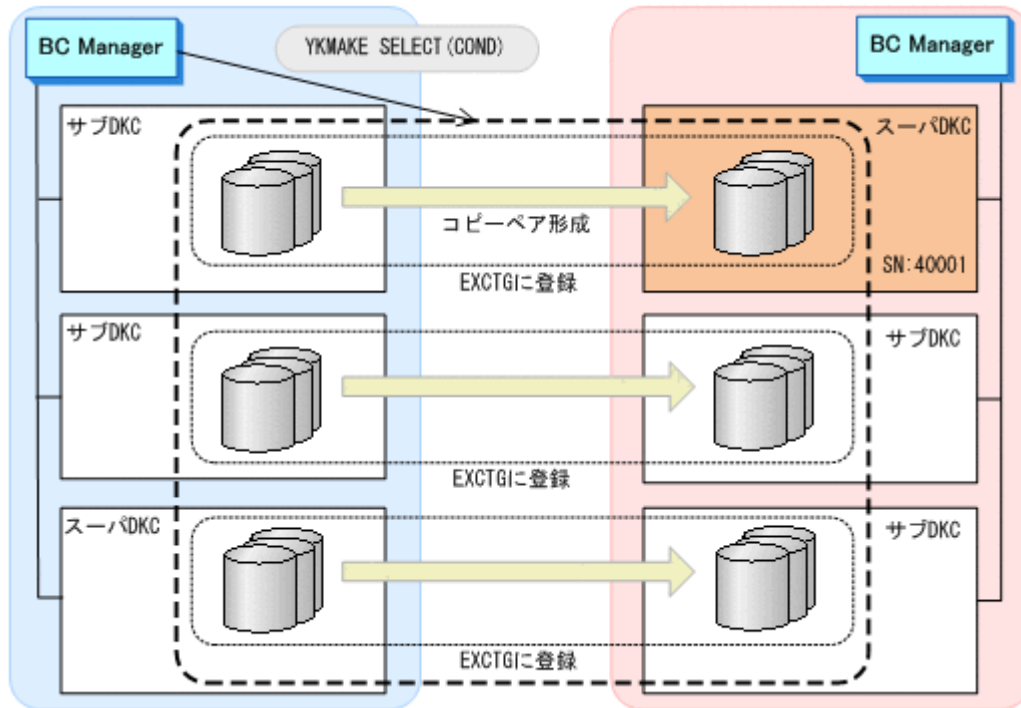 BC Manager
YKMAKE SELECT(COND)
BC Manager
サブDKC
スーパDKC
コピーペア形成
SN:40001
EXCTGに登録
サブDKC
サブDKC
EXCTGに登録
スーパDKC
サブDKC
EXCTGに登録